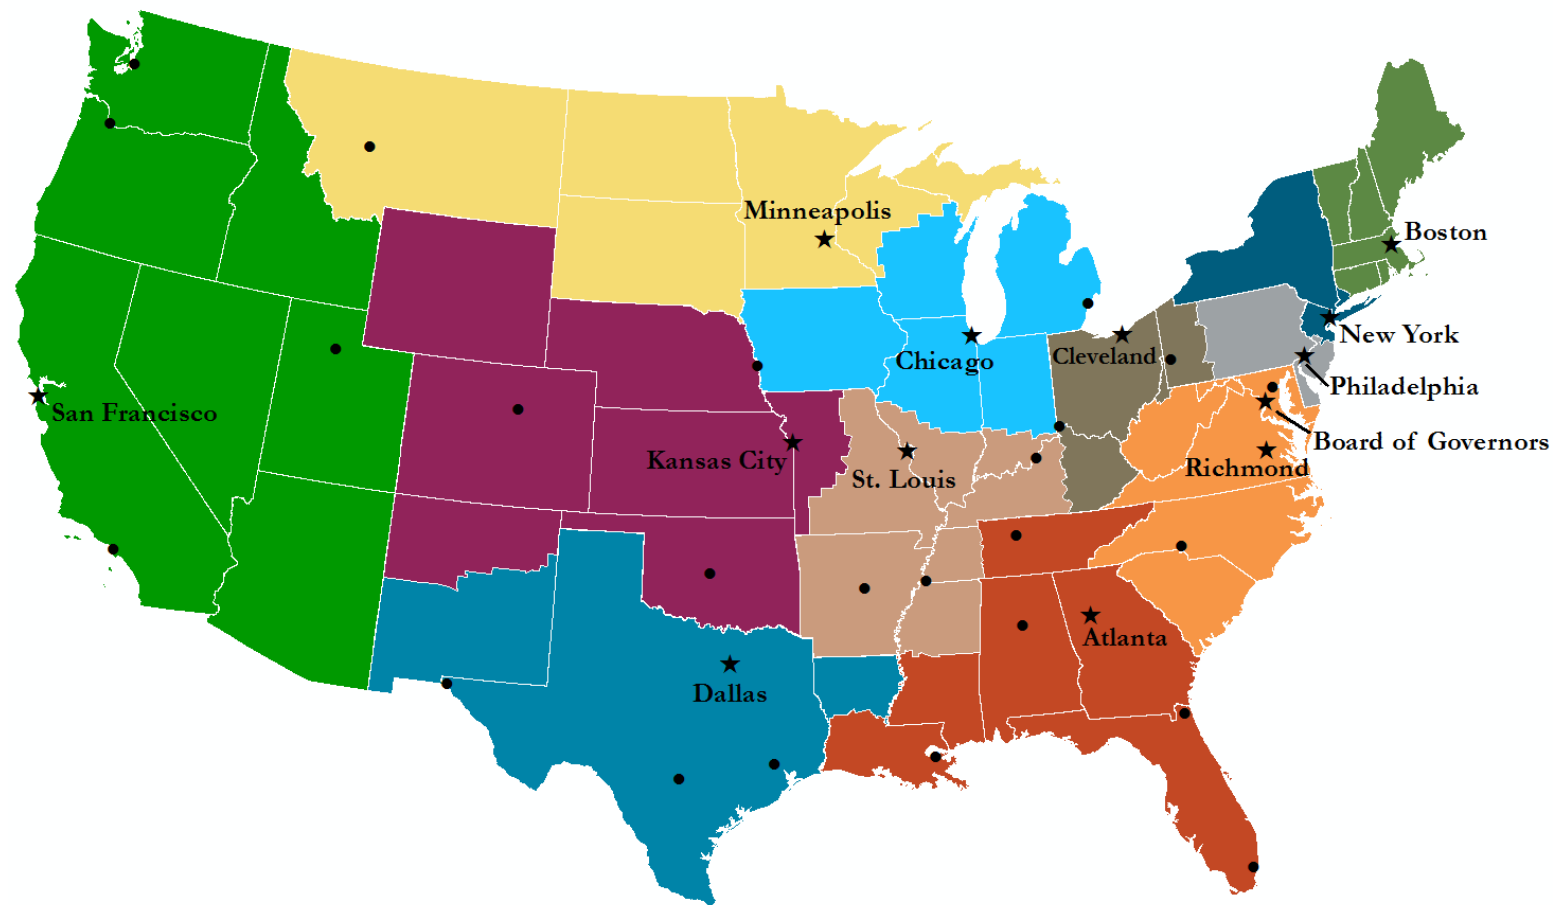 Minneapolis
Boston
New York
Chicago
Cleveland
Philadelphia
San Francisco
Board of Governors
Kansas City
Richmond
St. Louis
Atlanta
Dallas